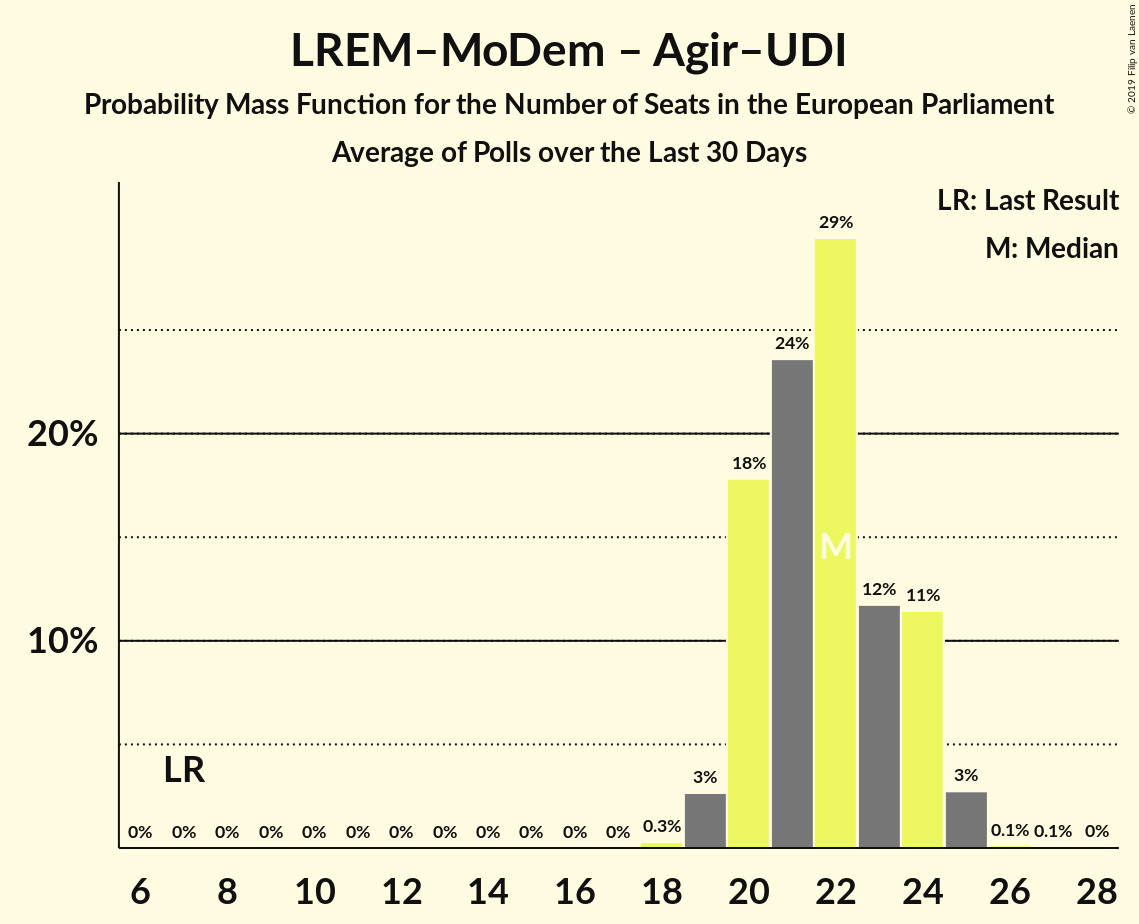 LREM–MoDem – Agir–UDI
Probability Mass Function for the Number of Seats in the European Parliament
Average of Polls over the Last 30 Days
© 2019 Filip van Laenen
LR: Last Result
M: Median
29%
24%
20%
18%
M
12%
11%
10%
LR
3%
3%
0%
0%
0%
0%
0%
0%
0%
0%
0%
0%
0%
0%
0.3%
0.1%
0.1%
0%
6 8 10 12 14 16 18 20 22 24 26 28